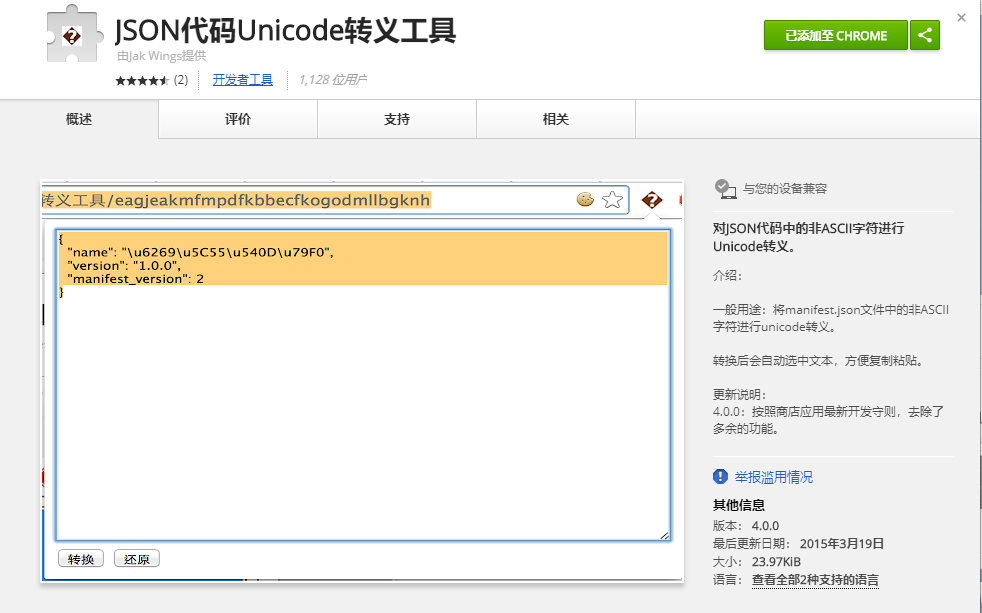 JSON代码Unicode转义工具
由Jak Wings提供
(2)
开发者工具
1,128 位用户
已添加至 CHROME
概述
评价
支持
相关
转义工具/eagjeakmfmpdfkbbecfkogodmllbgknh
{
"name": "\u6269\u5C55\u540D\u79F0",
"version": "1.0.0",
"manifest_version": 2
}
转换
还原
与您的设备兼容
对JSON代码中的非ASCII字符进行
Unicode转义。
介绍：
一般用途：将manifest.json文件中的非ASCII
字符进行unicode转义。
转换后会自动选中文本，方便复制粘贴。
更新说明：
4.0.0：按照商店应用最新开发守则，去除了
多余的功能。
举报滥用情况
其他信息
版本： 4.0.0
最后更新日期： 2015年3月19日
大小： 23.97KiB
语言： 查看全部2种支持的语言